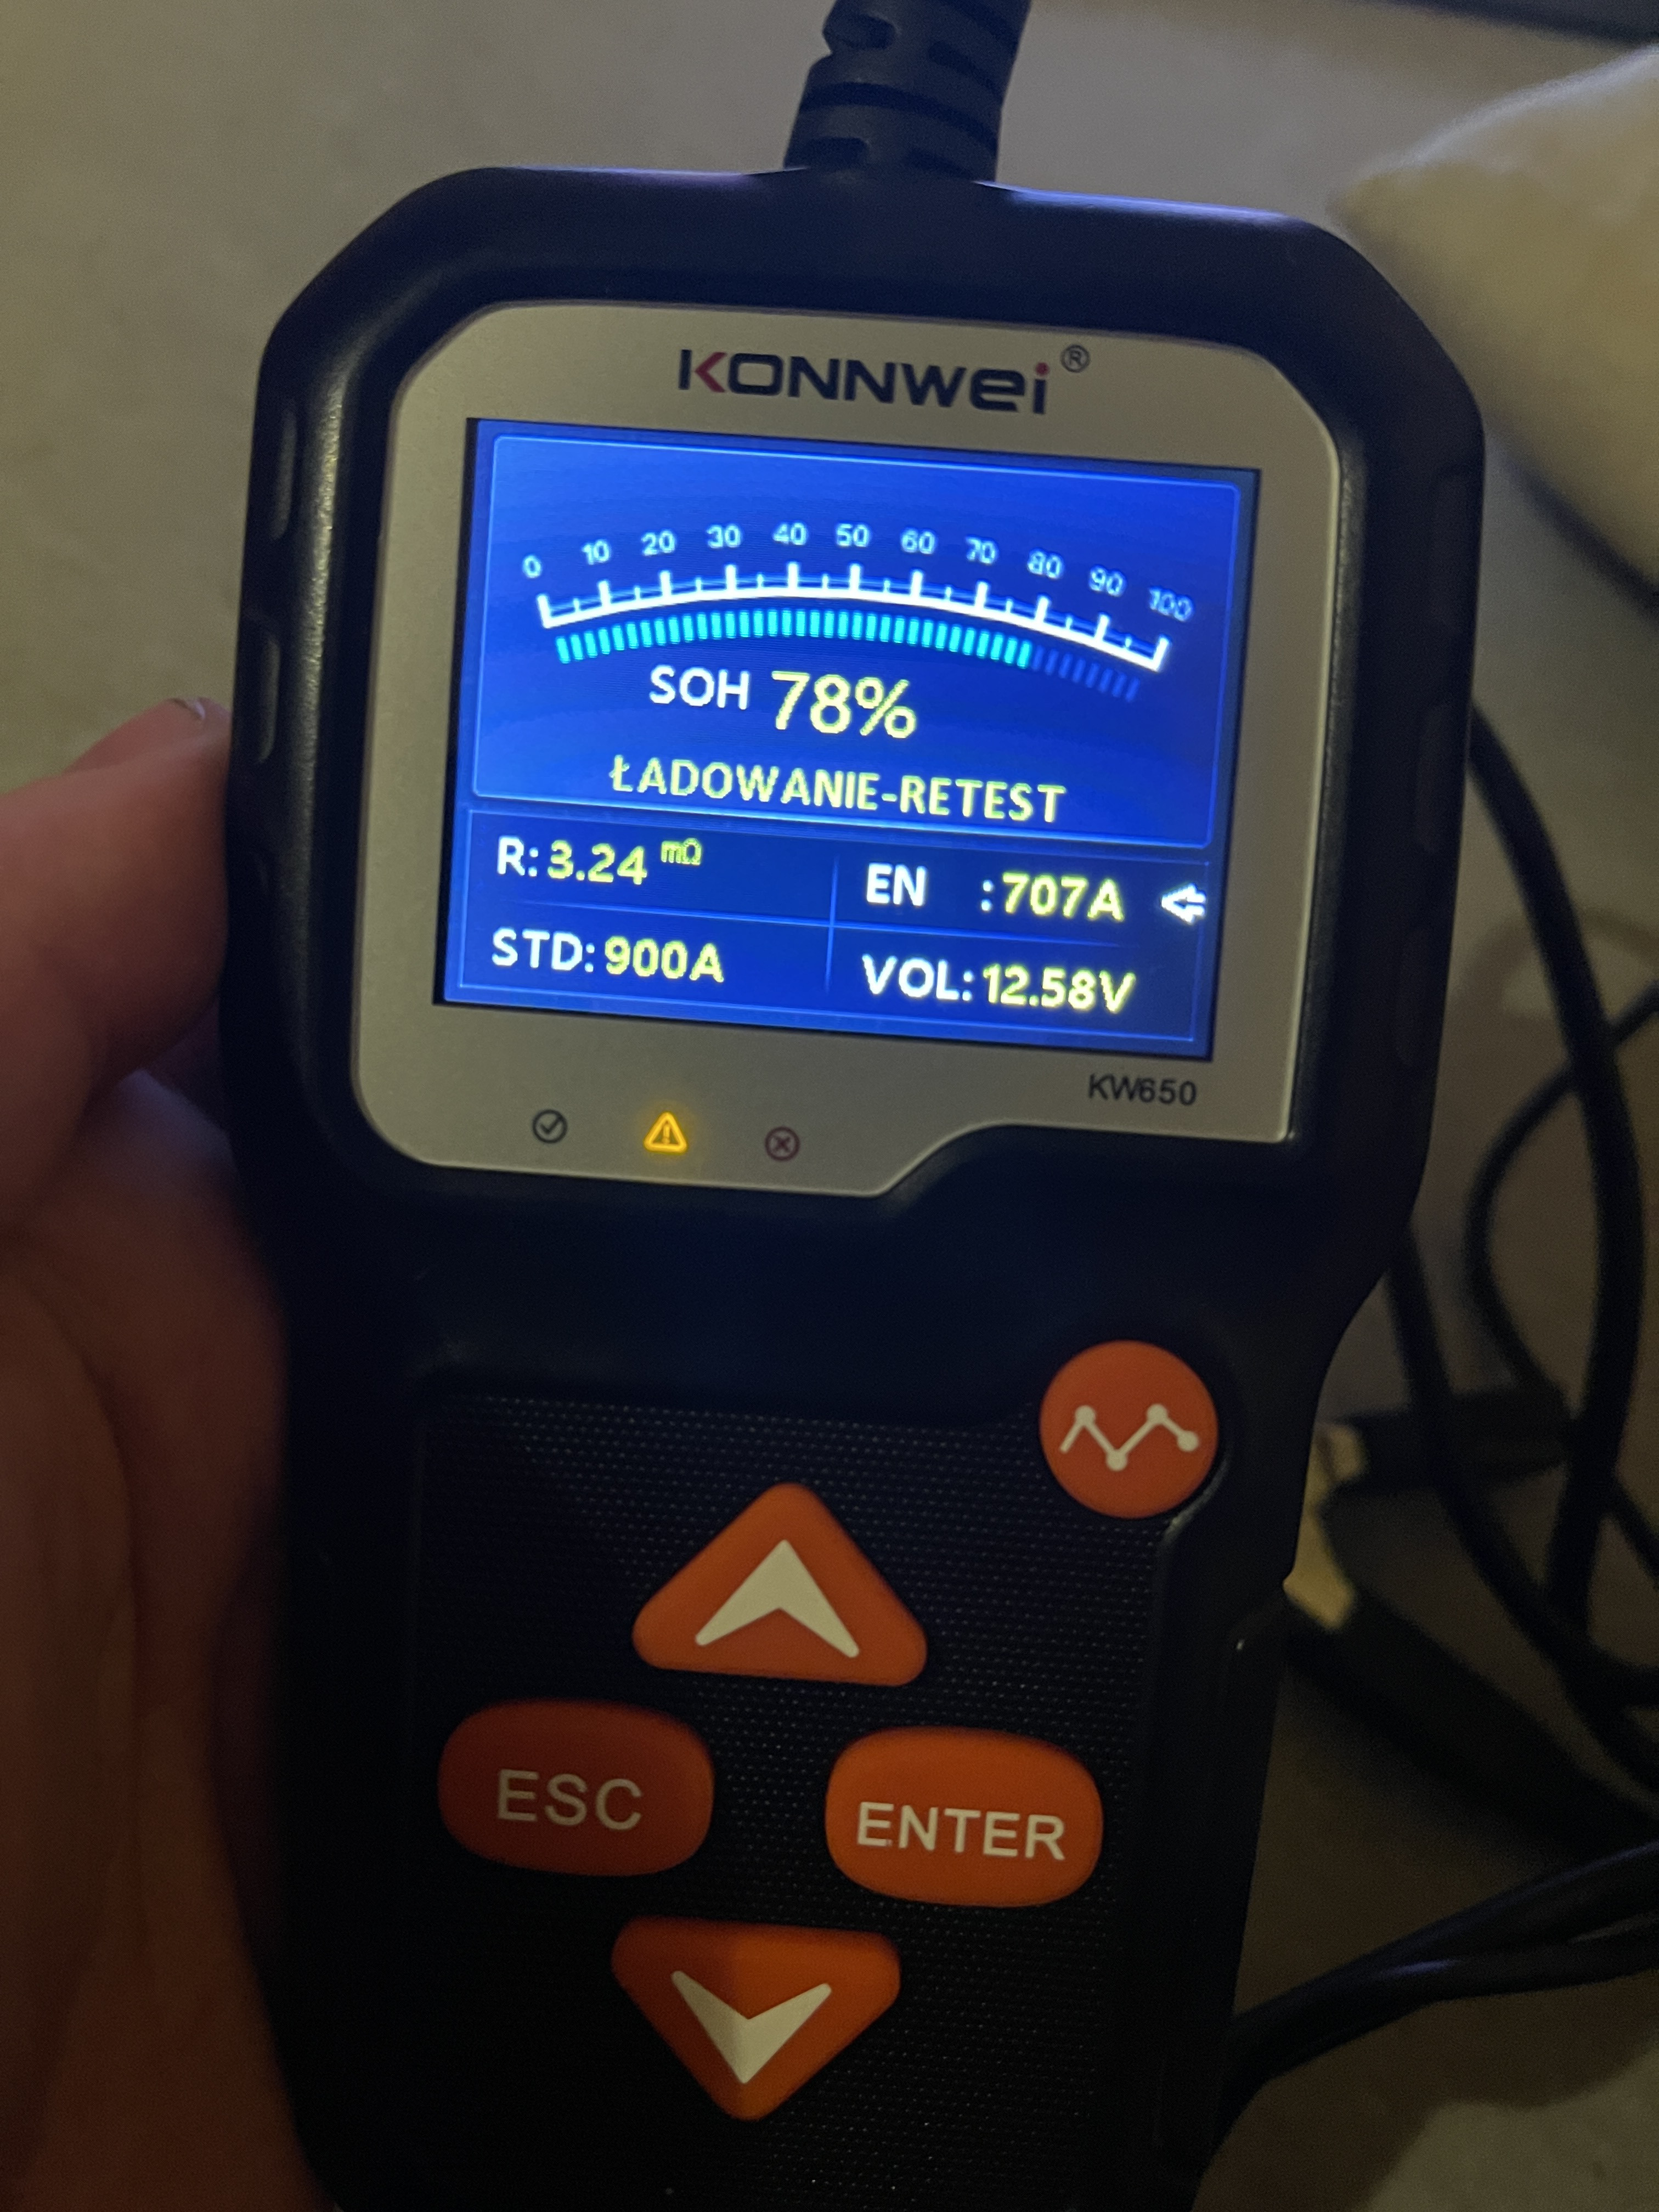 KONNWEI®
0 10 20 30 40 50 60 70 80 90 100
SOH 78%
ŁADOWANIE-RETEST
R: 3.24 mΩ
EN : 707A
STD: 900A
VOL: 12.58V
KW650
ESC
ENTER